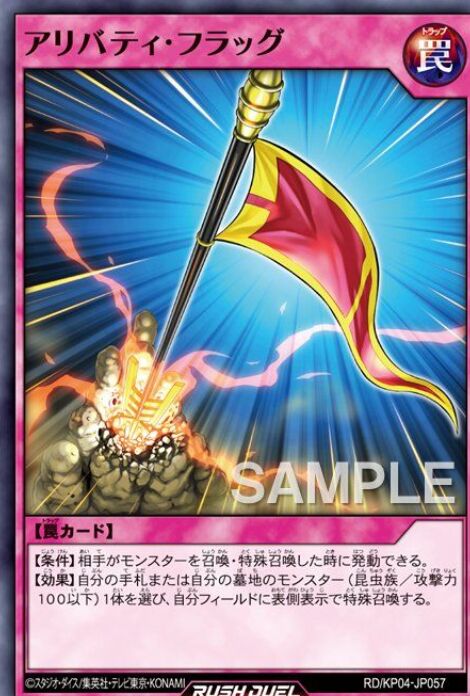 アリバティ・フラッグ
トラップ
罠
SAMPLE
【罠カード】
【条件】相手がモンスターを召喚・特殊召喚した時に発動できる。
【効果】自分の手札または自分の墓地のモンスター（昆虫族／攻撃力
100以下）1体を選び、自分フィールドに表側表示で特殊召喚する。
©スタジオ・ダイス/集英社・テレビ東京・KONAMI
RUSH DUEL
RD/KP04-JP057